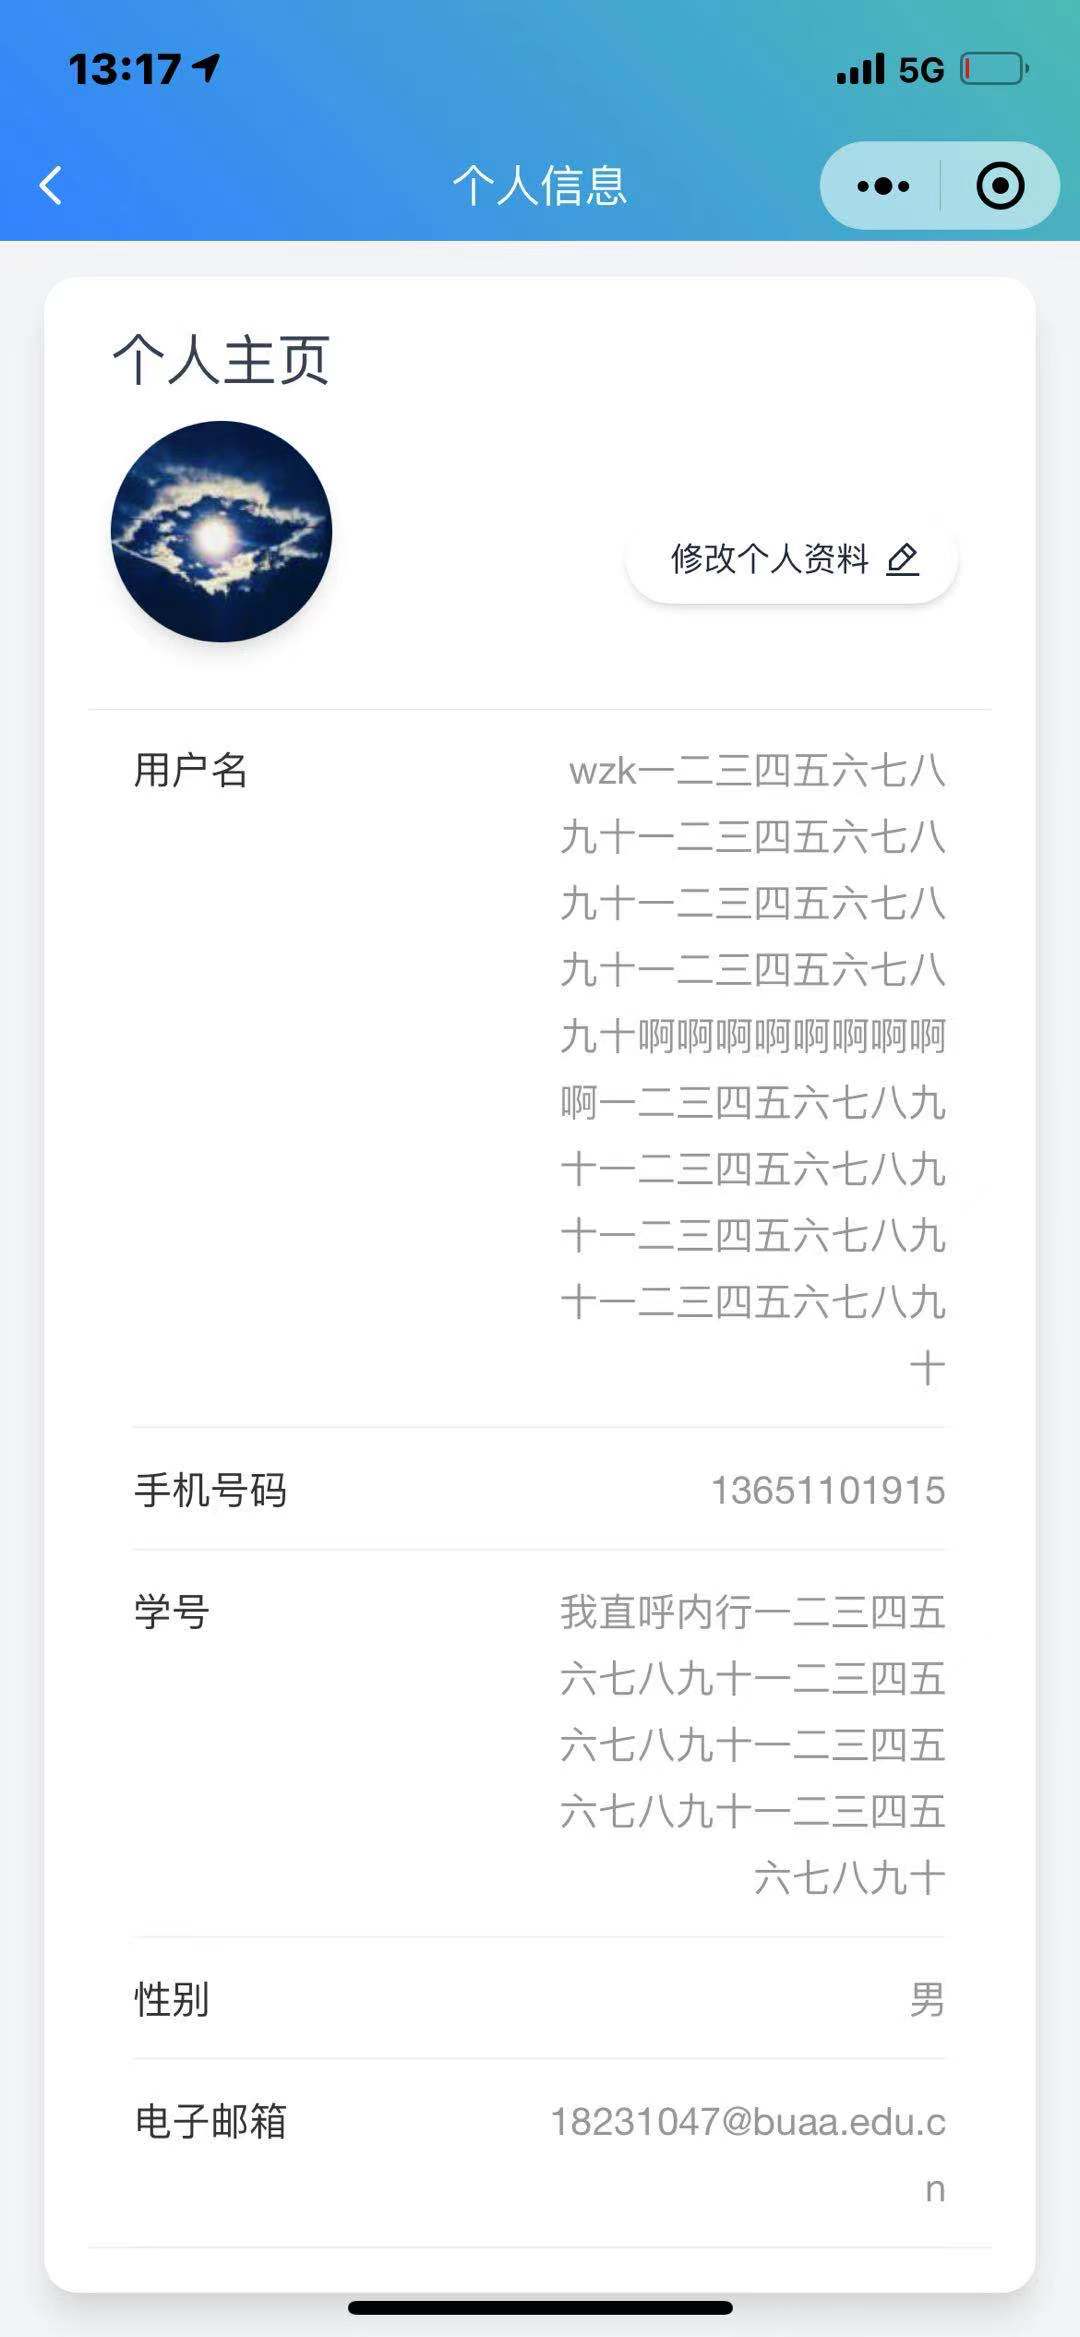 13:17
5G
个人信息
个人主页
修改个人资料
用户名
wzk一二三四五六七八
九十一二三四五六七八
九十一二三四五六七八
九十一二三四五六七八
九十啊啊啊啊啊啊啊啊
啊一二三四五六七八九
十一二三四五六七八九
十一二三四五六七八九
十一二三四五六七八九
十
手机号码
13651101915
学号
我直呼内行一二三四五
六七八九十一二三四五
六七八九十一二三四五
六七八九十一二三四五
六七八九十
性别
男
电子邮箱
18231047@buaa.edu.c
n